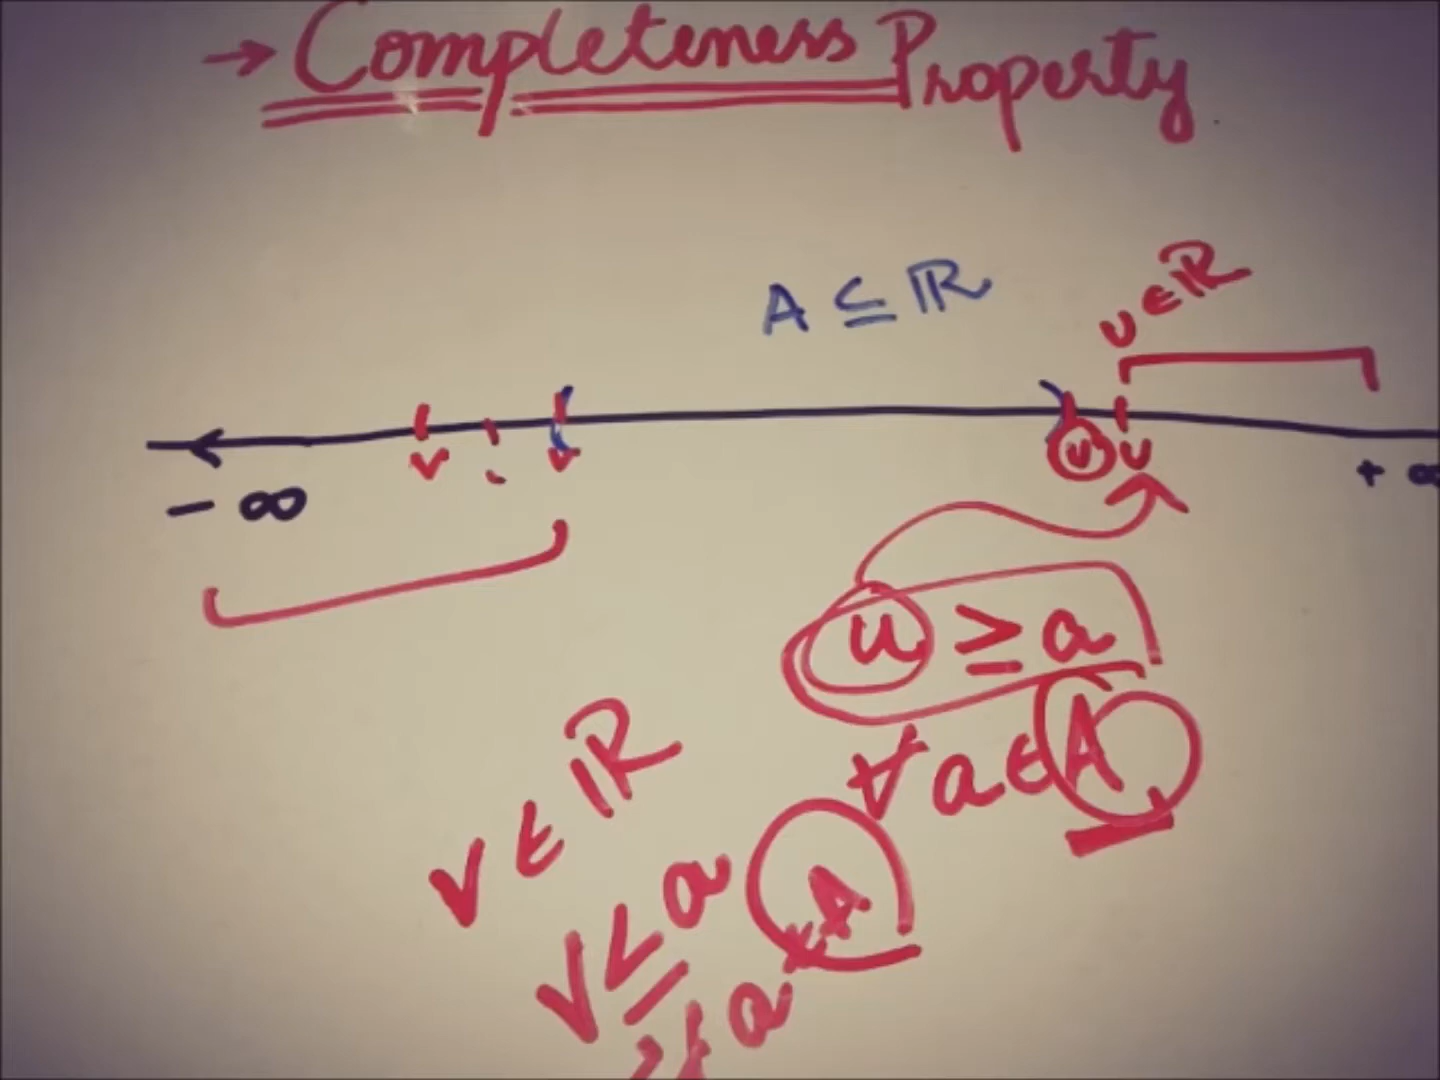 → Completeness Property
A ⊆ ℝ
u ∈ ℝ
v v u u
- ∞ + ∞
u ≥ a
∀ a ∈ A
v ∈ ℝ
v ≤ a
∀ a ∈ A